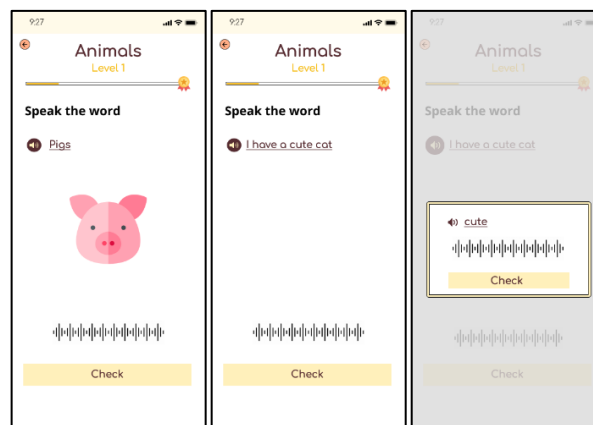 9:27
Animals
Level 1
Speak the word
Pigs
Check
9:27
Animals
Level 1
Speak the word
I have a cute cat
Check
9:27
Animals
Level 1
Speak the word
I have a cute cat
cute
Check
Check